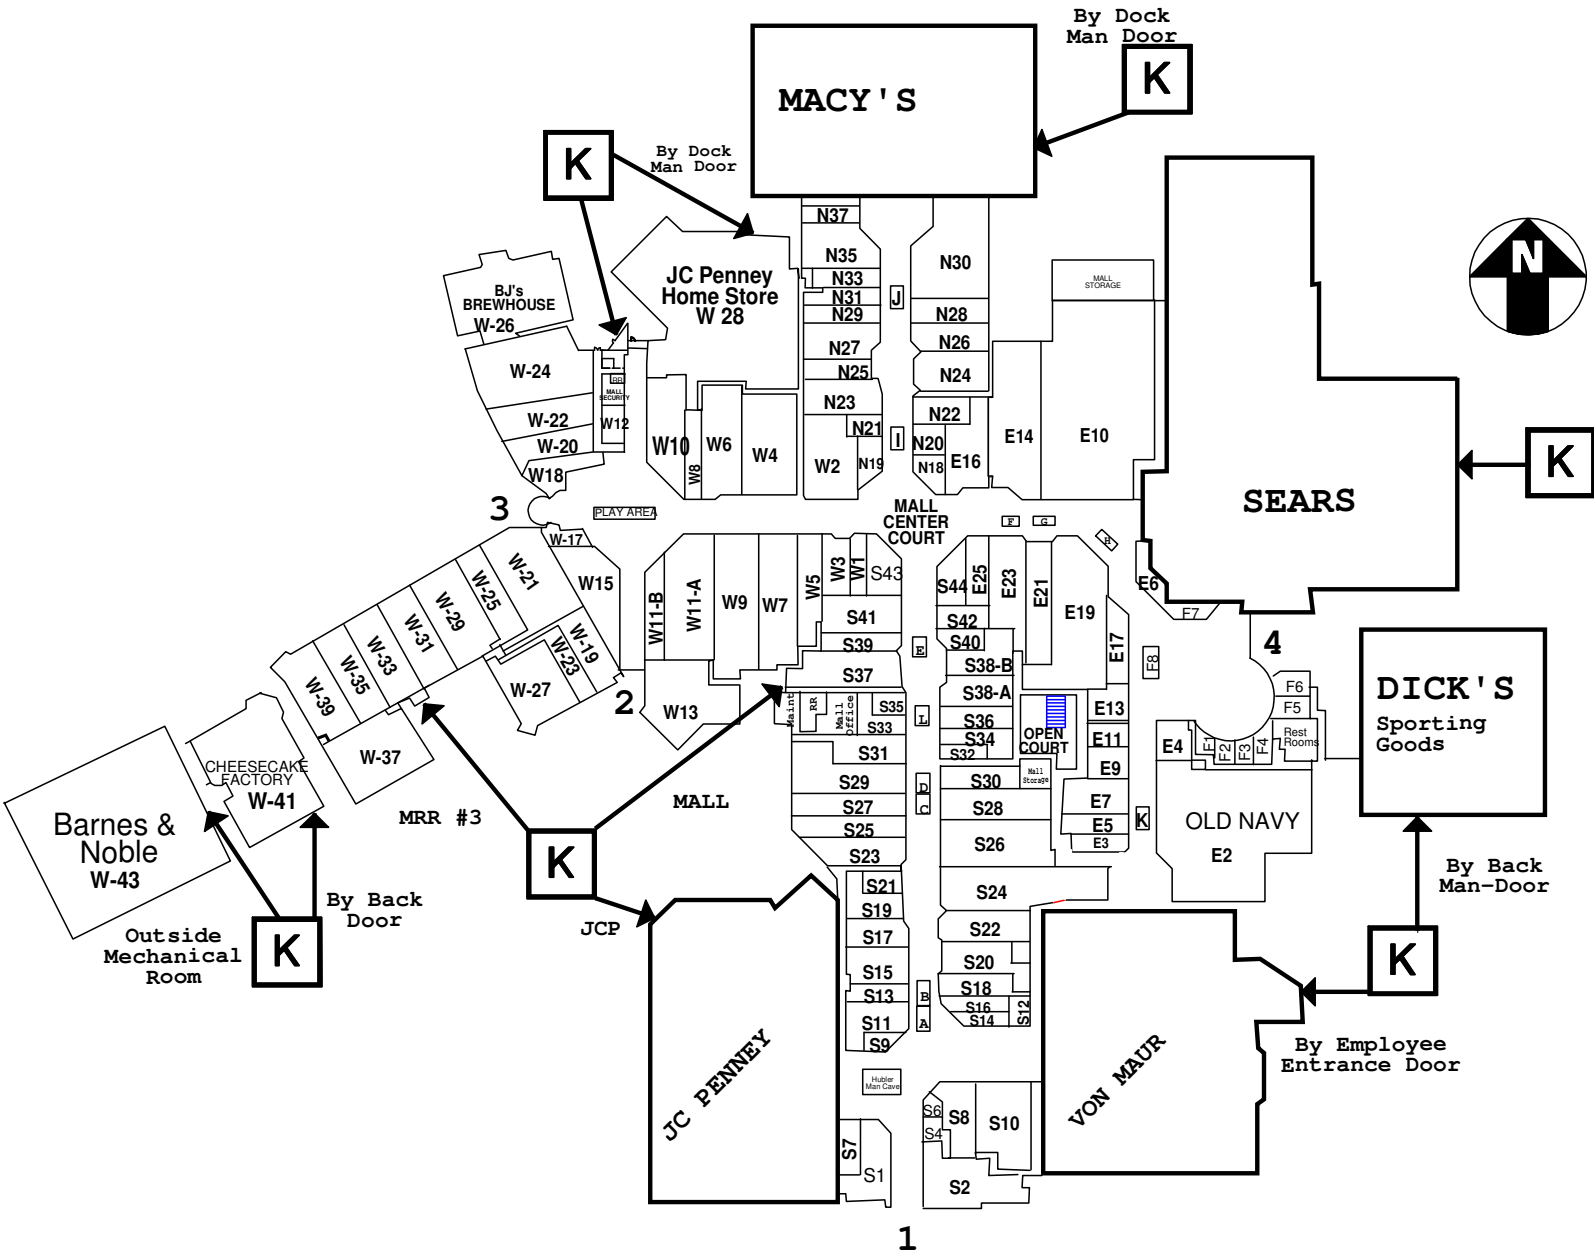 By Dock
Man Door
K
MACY'S
K
By Dock
Man Door
N
N37
N35
N33
N31
N29
N27
N25
N23
N21
N19
W2
N30
N28
N26
N24
N22
N20
N18
E16
J
I
MALL
STORAGE
E14
E10
SEARS
K
JC Penney
Home Store
W 28
BJ's
BREWHOUSE
W-26
W-24
W-22
W-20
W18
RR
MALL
SECURITY
W12
W10
W8
W6
W4
3
PLAY AREA
MALL
CENTER
COURT
F
G
H
W-17
W15
W-21
W-25
W-29
W-31
W-33
W-35
W-39
W-19
W-23
W-27
W-37
2
W11-B
W11-A
W9
W7
W5
W3
W1
S43
S41
S39
S37
W13
Maint
RR
Mall
Office
S35
S33
S31
S29
S27
S25
S23
S21
S19
S17
S15
S13
S11
S9
E
L
D
C
B
A
S44
E25
E23
E21
E19
E17
S42
S40
S38-B
S38-A
S36
S34
S32
S30
S28
S26
S24
S22
S20
S18
S16
S14
S12
OPEN
COURT
Mall
Storage
E13
E11
E9
E7
E5
E3
K
E6
F7
F8
4
F6
F5
Rest
Rooms
F1
F2
F3
F4
E4
OLD NAVY
E2
DICK'S
Sporting
Goods
By Back
Man-Door
K
By Employee
Entrance Door
VON MAUR
CHEESECAKE
FACTORY
W-41
Barnes &
Noble
W-43
MRR #3
MALL
K
JCP
By Back
Door
K
Outside
Mechanical
Room
JC PENNEY
Hubler
Man Cave
S7
S1
S6
S4
S8
S10
S2
1